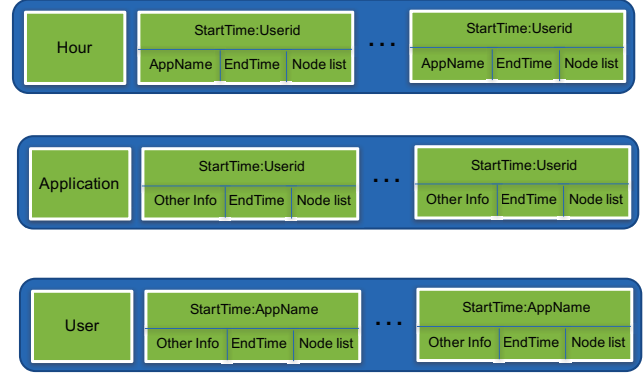 StartTime:Userid ... StartTime:Userid
Hour
AppName EndTime Node list AppName EndTime Node list
StartTime:Userid ... StartTime:Userid
Application
Other Info EndTime Node list Other Info EndTime Node list
StartTime:AppName ... StartTime:AppName
User
Other Info EndTime Node list Other Info EndTime Node list